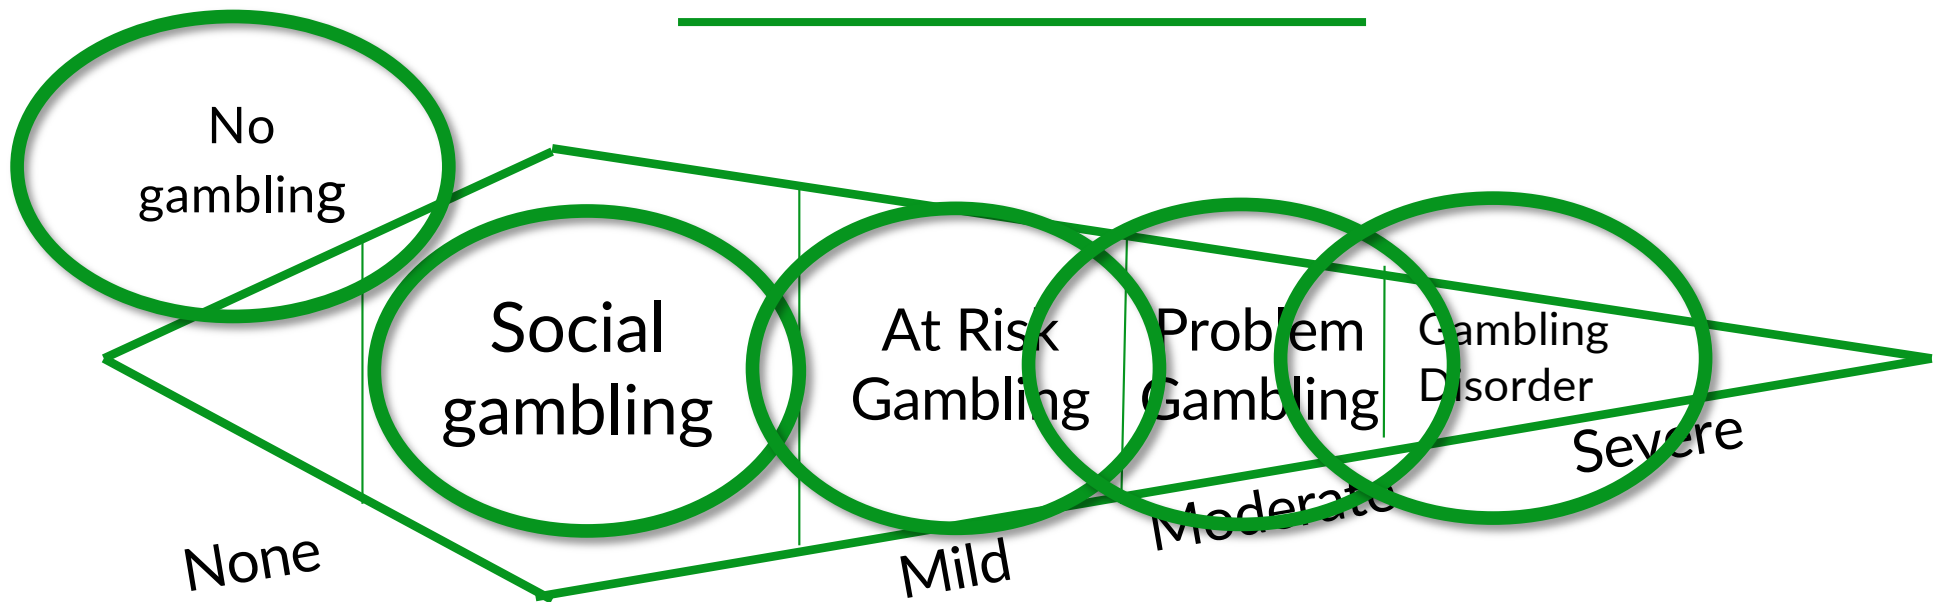 No
gambling
Social
gambling
At Risk
Gambling
Problem
Gambling
Gambling
Disorder
None
Mild
Moderate
Severe